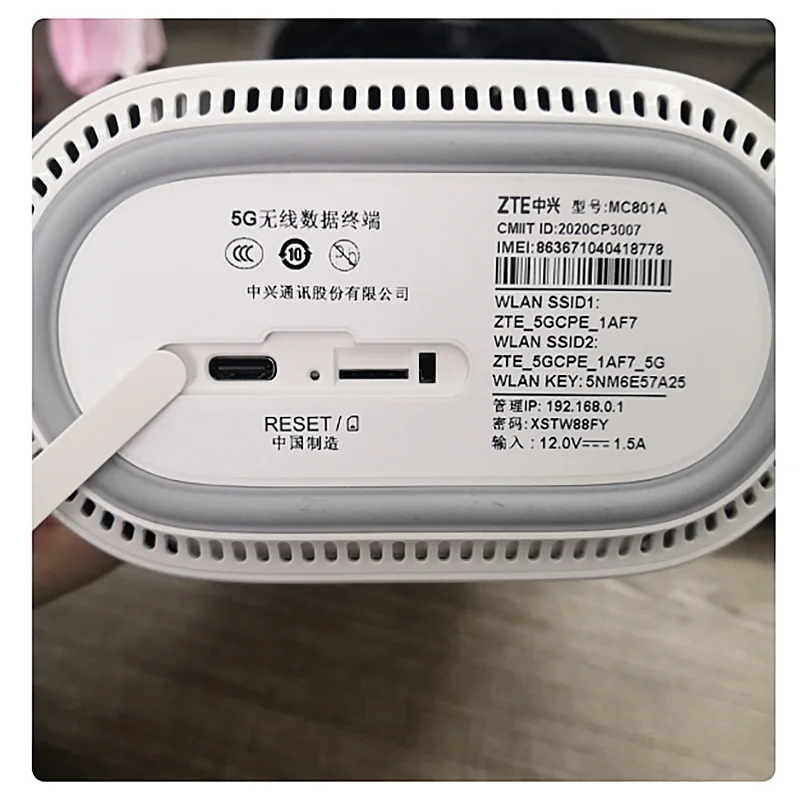 5G无线数据终端
CCC
10
中兴通讯股份有限公司
RESET/
中国制造
ZTE中兴 型号:MC801A
CMIIT ID:2020CP3007
IMEI:863671040418778
WLAN SSID1:
ZTE_5GCPE_1AF7
WLAN SSID2:
ZTE_5GCPE_1AF7_5G
WLAN KEY: 5NM6E57A25
管理IP: 192.168.0.1
密码: XSTW88FY
输入: 12.0V⎓ 1.5A